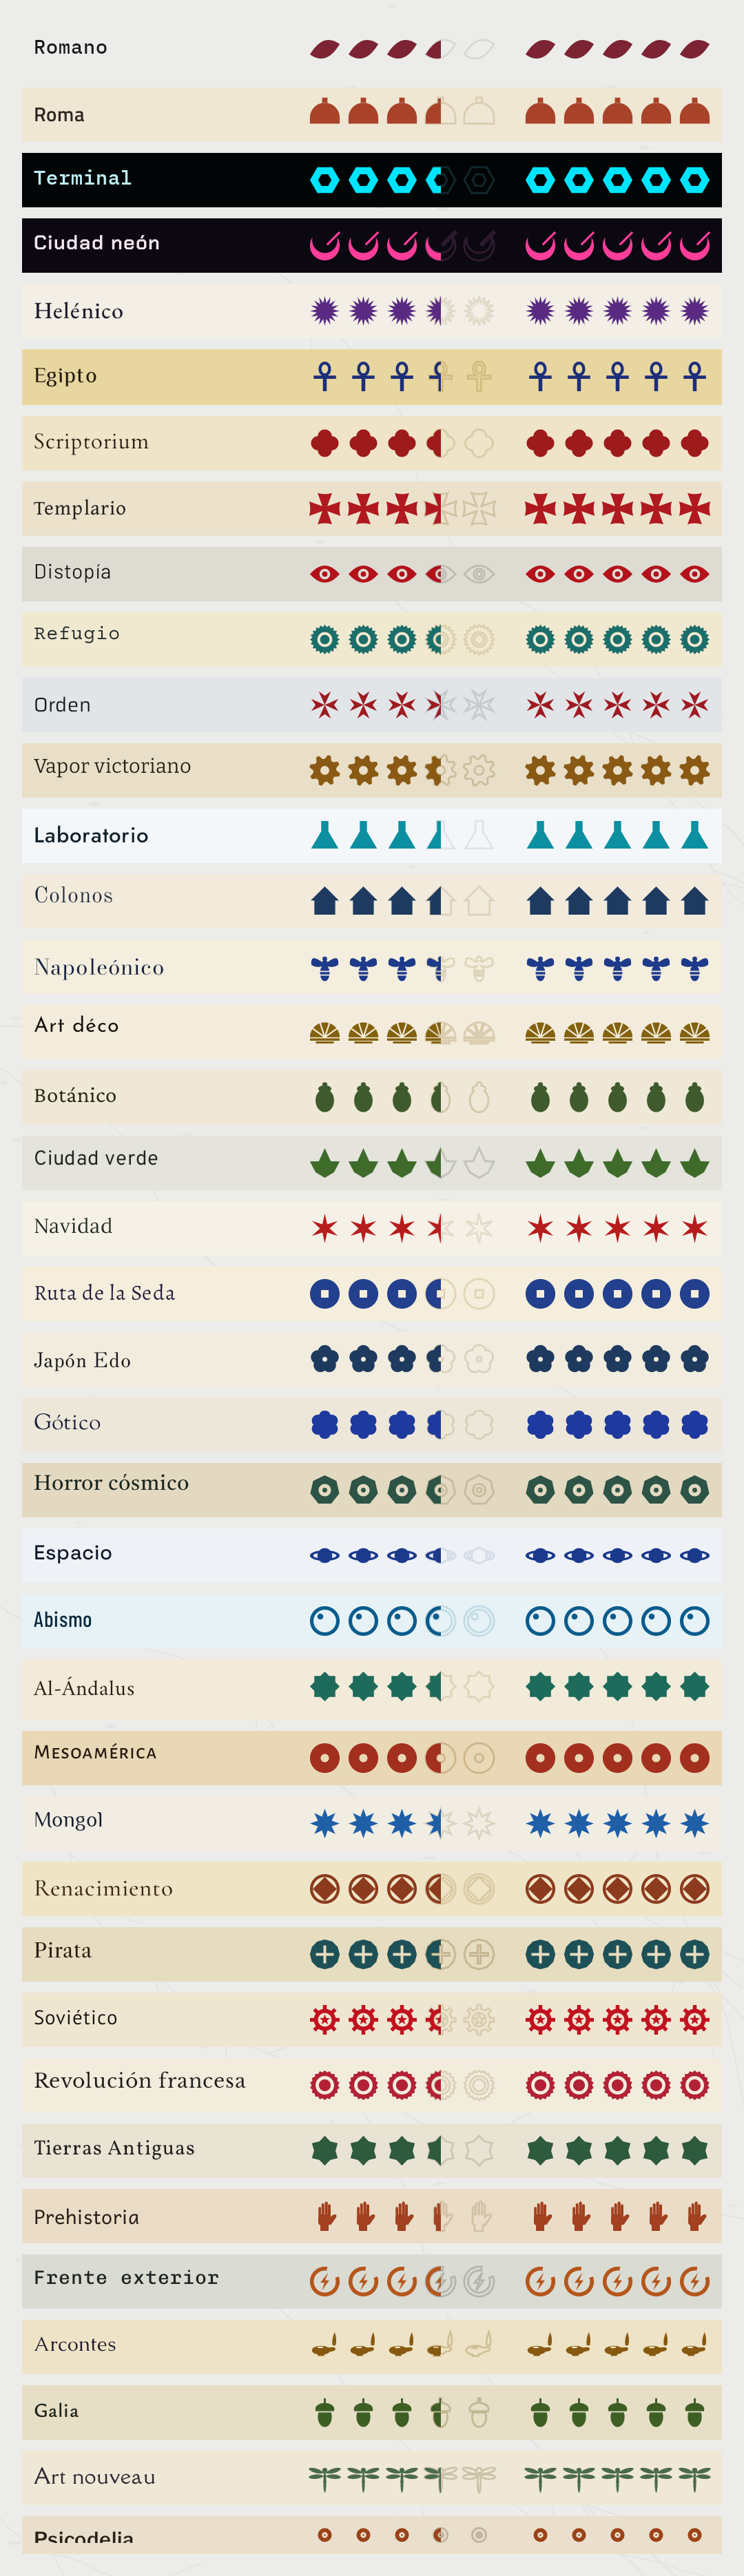 Romano
Roma
Terminal
Ciudad neón
Helénico
Egipto
Scriptorium
Templario
Distopía
Refugio
Orden
Vapor victoriano
Laboratorio
Colonos
Napoleónico
Art déco
Botánico
Ciudad verde
Navidad
Ruta de la Seda
Japón Edo
Gótico
Horror cósmico
Espacio
Abismo
Al-Ándalus
Mesoamérica
Mongol
Renacimiento
Pirata
Soviético
Revolución francesa
Tierras Antiguas
Prehistoria
Frente exterior
Arcontes
Galia
Art nouveau
Psicodelia